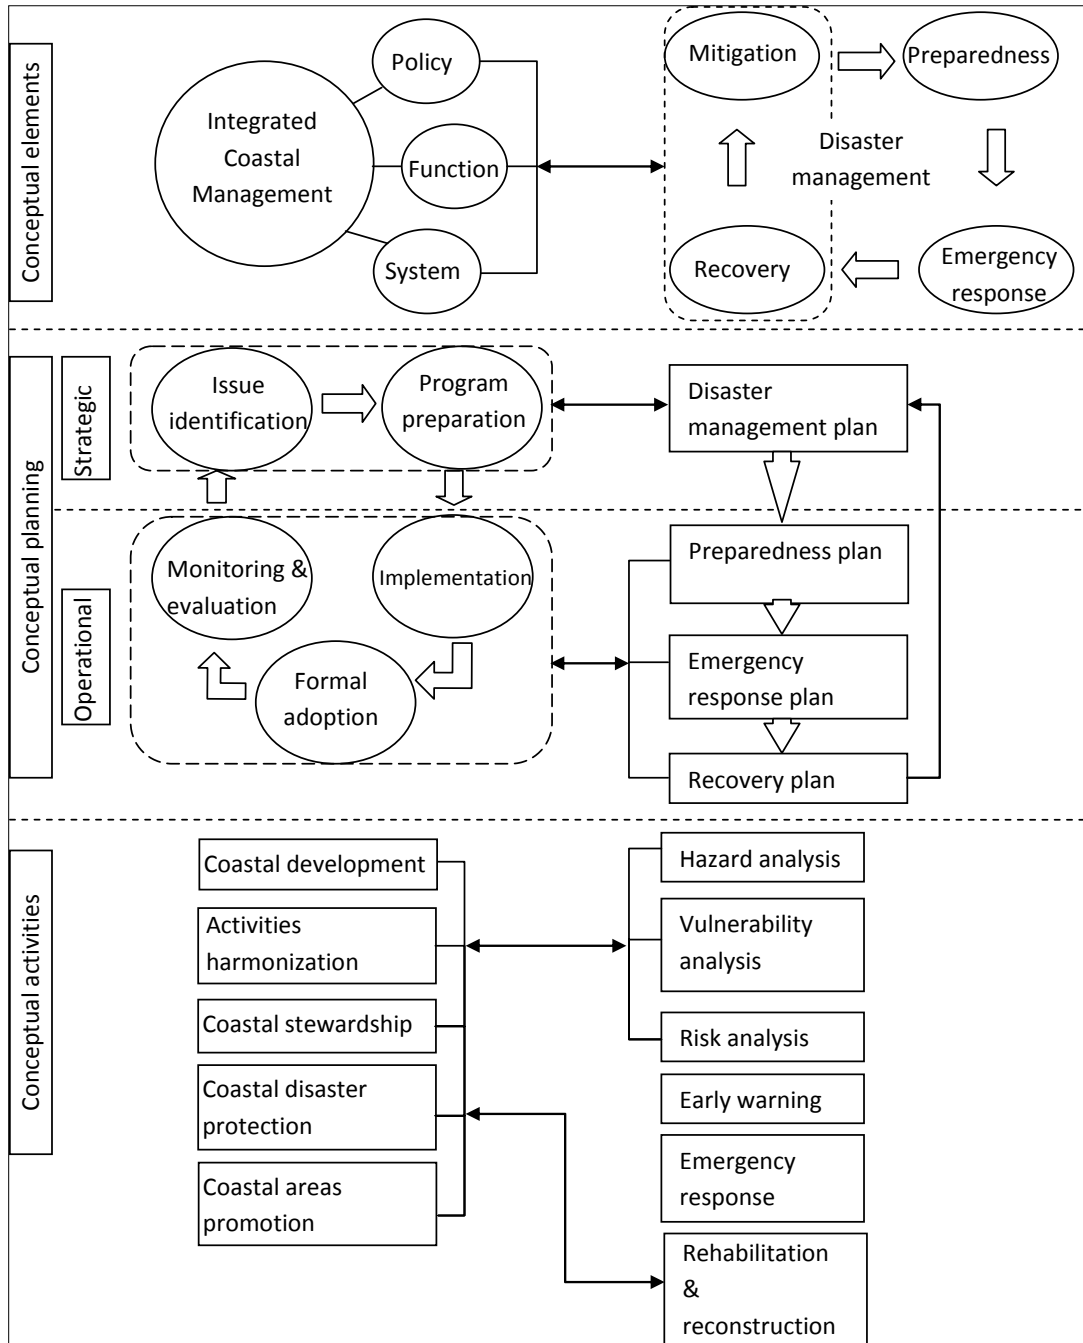 Conceptual elements
Integrated
Coastal
Management
Policy
Function
System
Mitigation
Preparedness
Disaster
management
Recovery
Emergency
response
Conceptual planning
Strategic
Issue
identification
Program
preparation
Disaster
management plan
Operational
Monitoring &
evaluation
Implementation
Formal
adoption
Preparedness plan
Emergency
response plan
Recovery plan
Conceptual activities
Coastal development
Activities
harmonization
Coastal stewardship
Coastal disaster
protection
Coastal areas
promotion
Hazard analysis
Vulnerability
analysis
Risk analysis
Early warning
Emergency
response
Rehabilitation
&
reconstruction